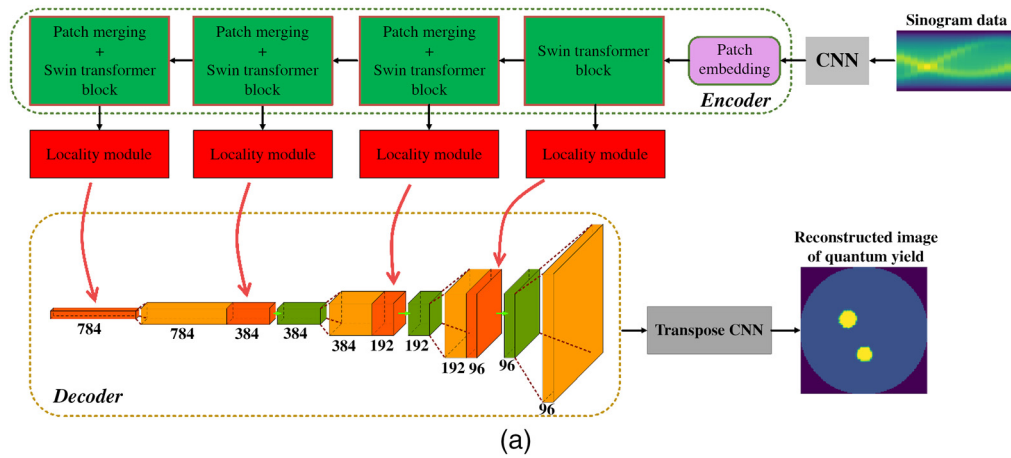 Patch merging
+
Swin transformer
block
Patch merging
+
Swin transformer
block
Patch merging
+
Swin transformer
block
Swin transformer
block
Patch
embedding
Encoder
CNN
Sinogram data
Locality module
Locality module
Locality module
Locality module
784
784
384
384
384
192
192
192
96
96
96
Decoder
Transpose CNN
Reconstructed image
of quantum yield
(a)